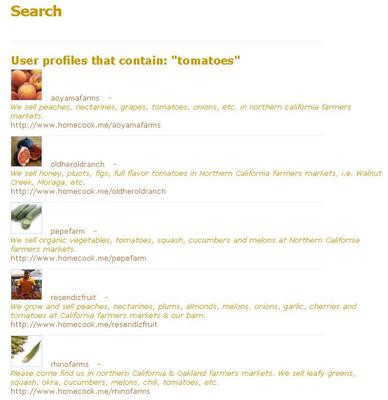 Search
User profiles that contain: "tomatoes"
aoyamafarms -
We sell peaches, nectarines, grapes, tomatoes, onions, etc. in northern california farmers
markets.
http://www.homecook.me/aoyamafarms
oldheroldranch -
We sell honey, pluots, figs, full flavor tomatoes in Northern California farmers markets, i.e. Walnut
Creek, Moraga, etc.
http://www.homecook.me/oldheroldranch
pepefarm -
We sell organic vegetables, tomatoes, squash, cucumbers and melons at Northern California
farmers markets.
http://www.homecook.me/pepefarm
resendizfruit -
We grow and sell peaches, nectarines, plums, almonds, melons, onions, garlic, cherries and
tomatoes at California farmers markets & our barn.
http://www.homecook.me/resendizfruit
rhinofarms -
Please come find us in northern California & Oakland farmers markets. We sell leafy greens,
squash, okra, cucumbers, melons, chili, tomatoes, etc.
http://www.homecook.me/rhinofarms